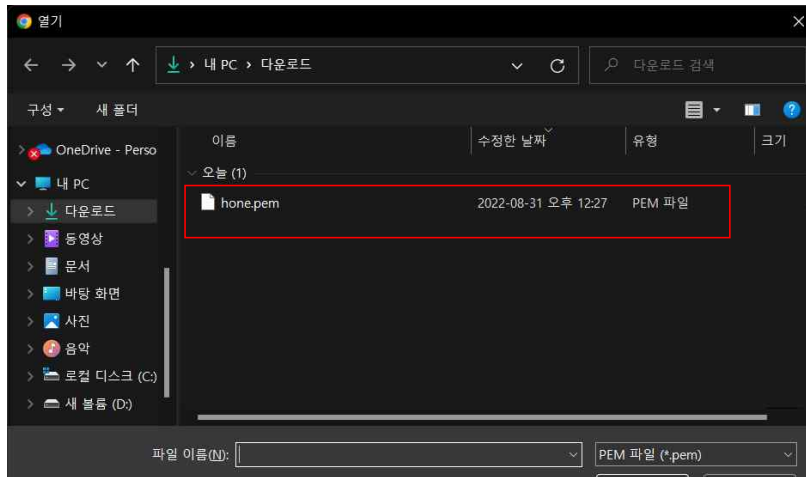 열기
내 PC > 다운로드
다운로드 검색
구성
새 폴더
이름
수정한 날짜
유형
크기
OneDrive - Perso
오늘 (1)
내 PC
hone.pem
2022-08-31 오후 12:27
PEM 파일
다운로드
동영상
문서
바탕 화면
사진
음악
로컬 디스크 (C:)
새 볼륨 (D:)
파일 이름(N):
PEM 파일 (*.pem)